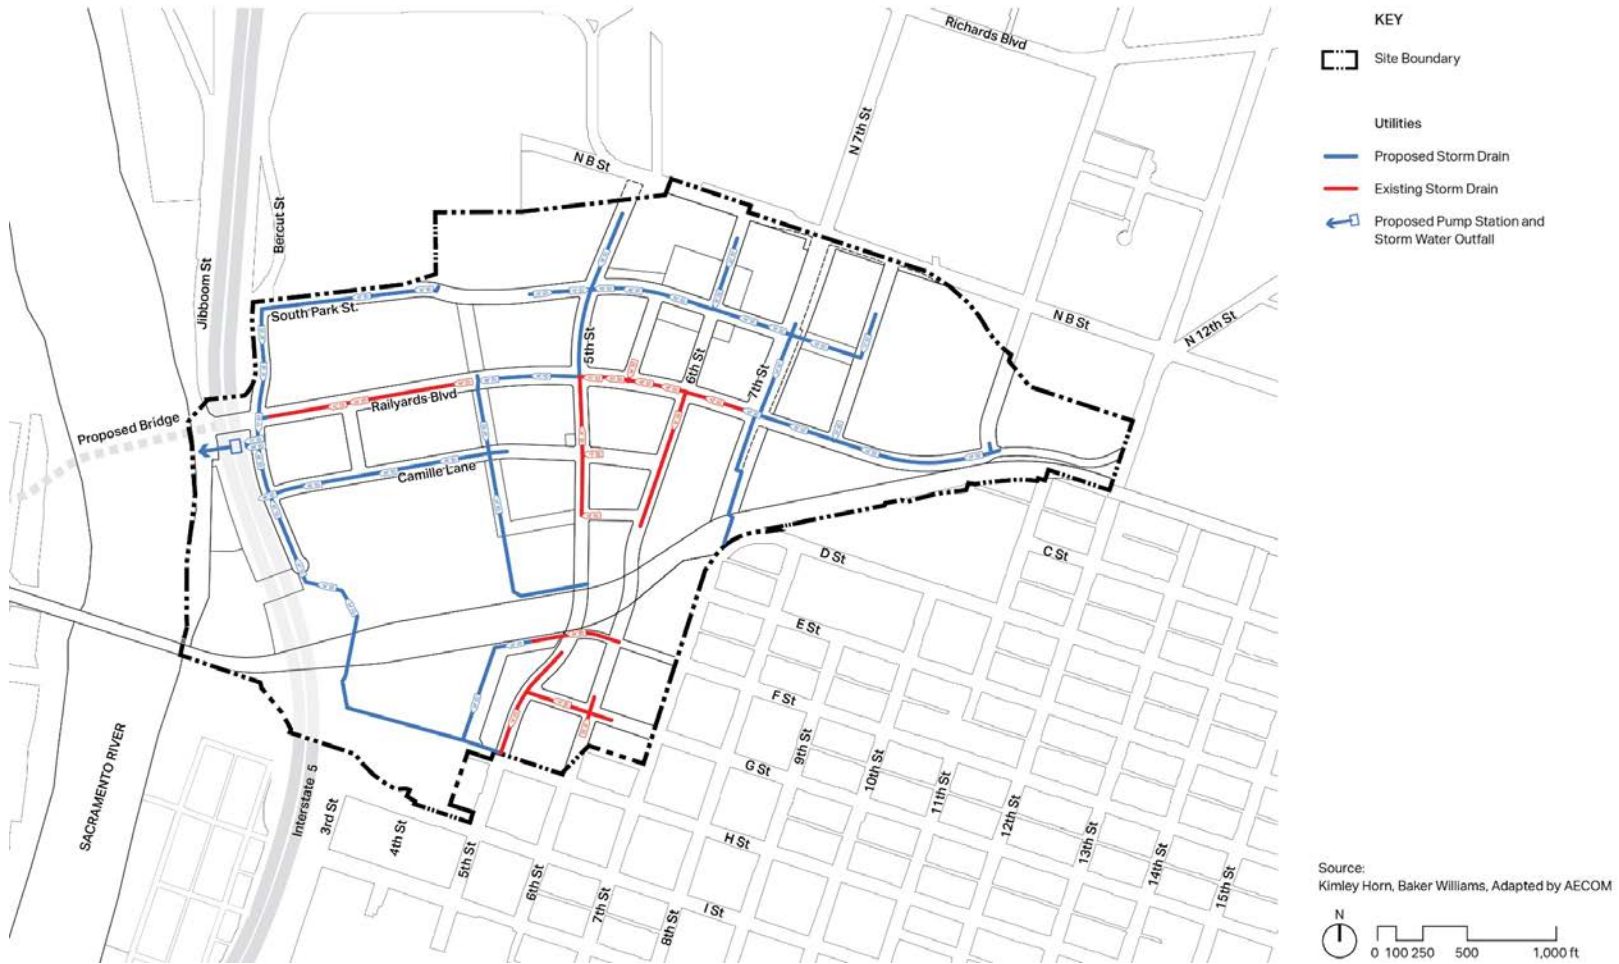 Richards Blvd
KEY
Site Boundary
Utilities
Proposed Storm Drain
Existing Storm Drain
Proposed Pump Station and
Storm Water Outfall
N 7th St
N B St
Bercut St
Jibboom St
South Park St.
N B St
N 12th St
5th St
6th St
7th St
Railyards Blvd
Proposed Bridge
Camille Lane
D St
C St
E St
F St
G St
9th St
10th St
11th St
12th St
13th St
14th St
15th St
SACRAMENTO RIVER
Interstate 5
3rd St
4th St
5th St
6th St
7th St
8th St
H St
I St
Source:
Kimley Horn, Baker Williams, Adapted by AECOM
N
0 100 250 500 1,000 ft